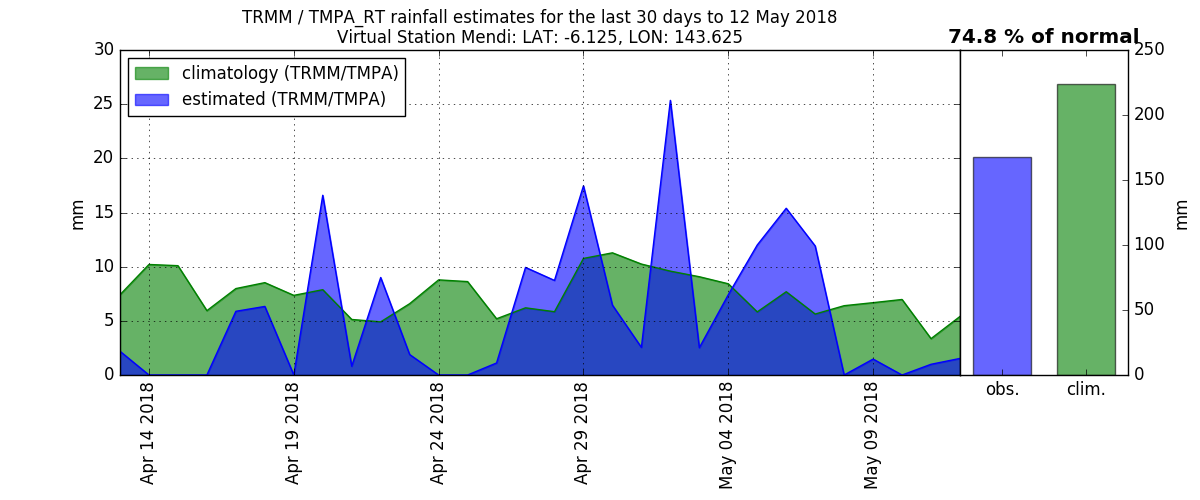 TRMM / TMPA_RT rainfall estimates for the last 30 days to 12 May 2018
Virtual Station Mendi: LAT: -6.125, LON: 143.625
74.8 % of normal
climatology (TRMM/TMPA)
estimated (TRMM/TMPA)
30
25
20
15
10
5
0
mm
Apr 14 2018
Apr 19 2018
Apr 24 2018
Apr 29 2018
May 04 2018
May 09 2018
obs.
clim.
250
200
150
100
50
0
mm